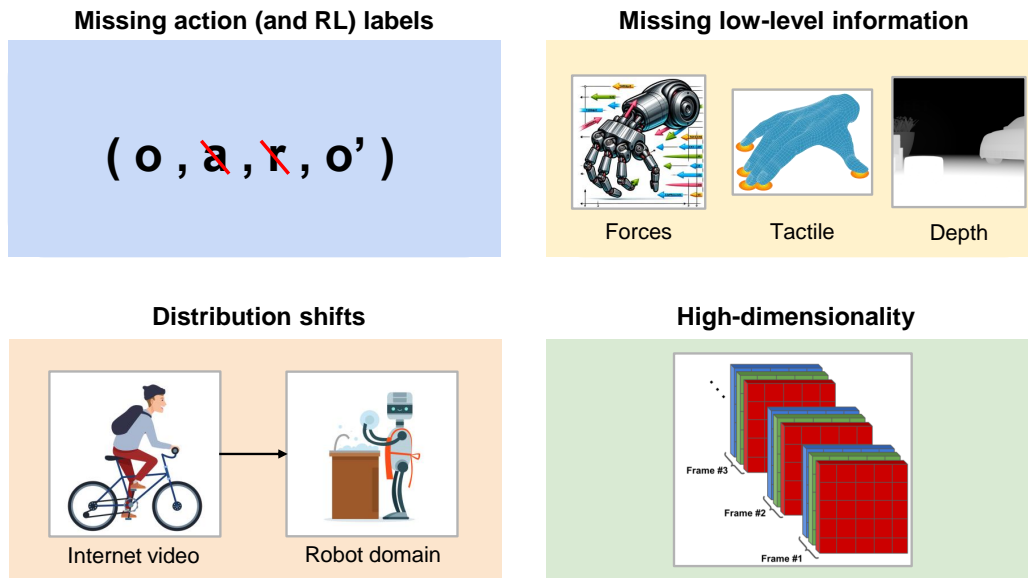 Missing action (and RL) labels
( o , a , r , o’ )
Missing low-level information
Forces
Tactile
Depth
Distribution shifts
Internet video
Robot domain
High-dimensionality
Frame #3
Frame #2
Frame #1